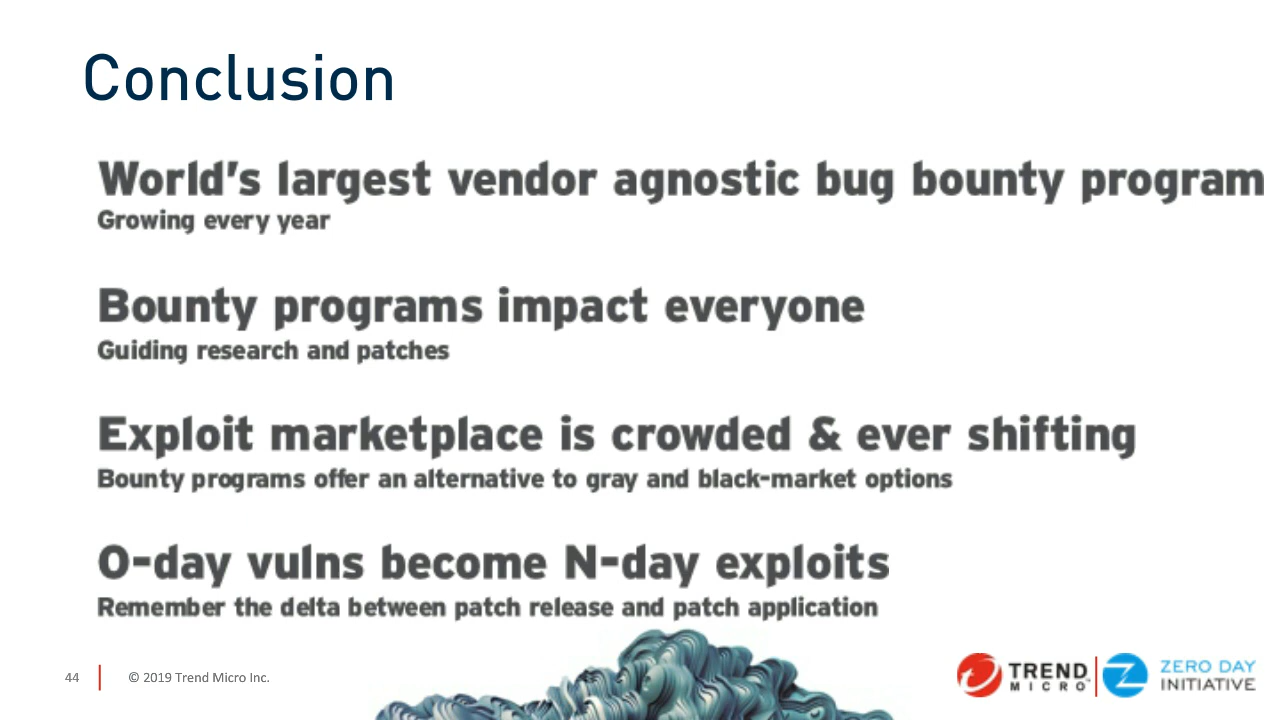 Conclusion
World's largest vendor agnostic bug bounty program
Growing every year
Bounty programs impact everyone
Guiding research and patches
Exploit marketplace is crowded & ever shifting
Bounty programs offer an alternative to gray and black-market options
0-day vulns become N-day exploits
Remember the delta between patch release and patch application
44
© 2019 Trend Micro Inc.
TREND
MICRO™
ZERO DAY
INITIATIVE